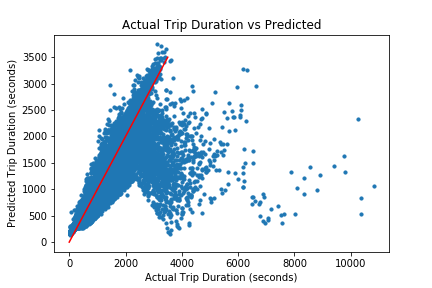 Actual Trip Duration vs Predicted
3500
3000
2500
2000
1500
1000
500
0
Predicted Trip Duration (seconds)
0 2000 4000 6000 8000 10000
Actual Trip Duration (seconds)